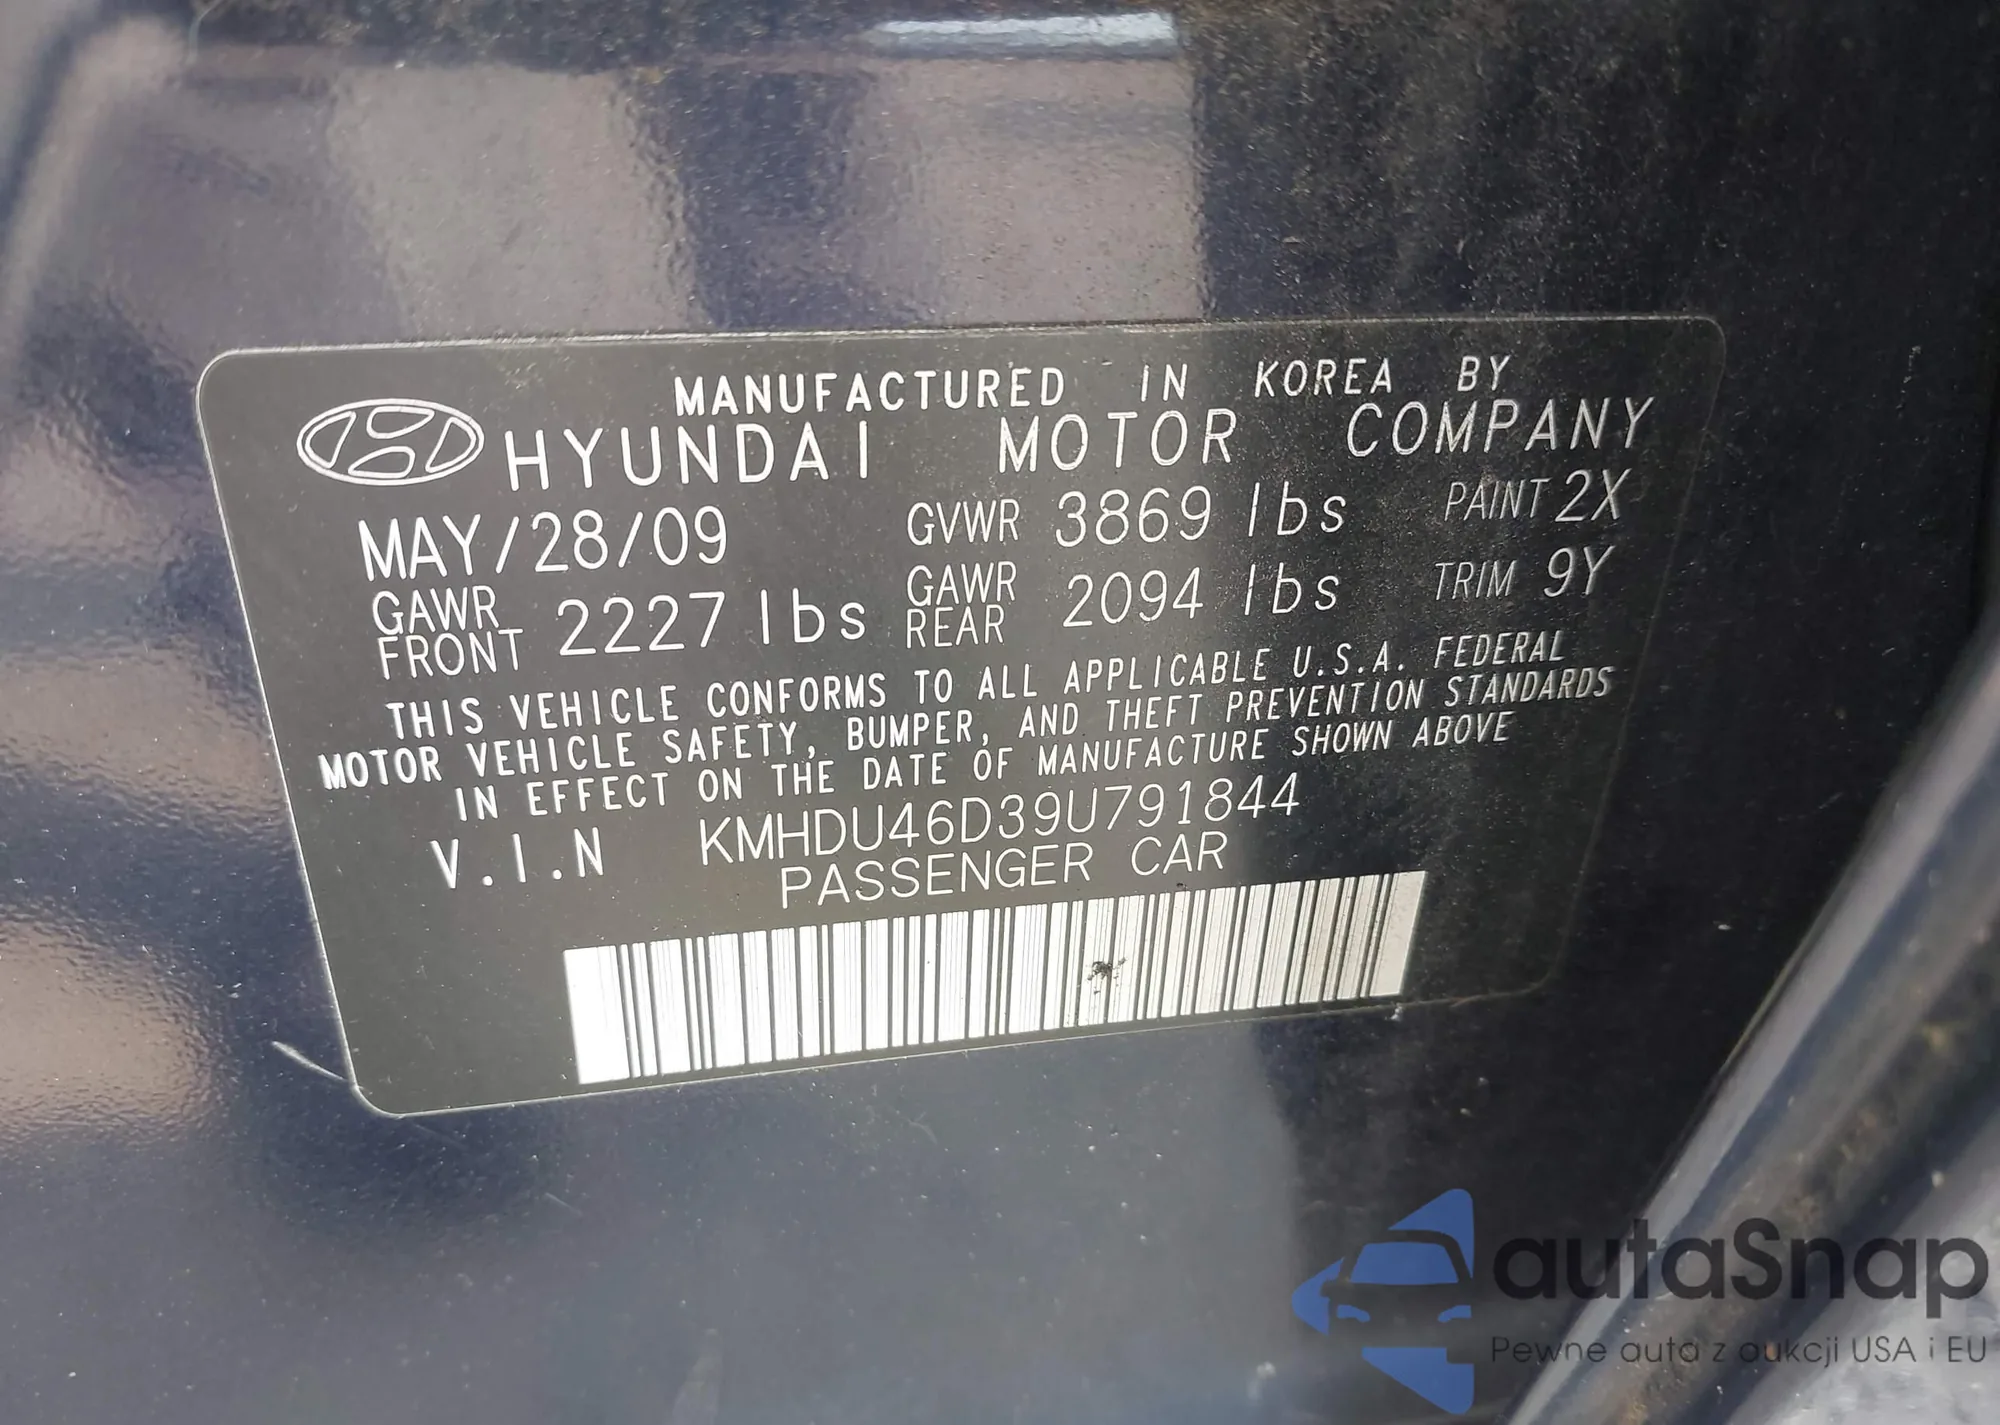 MANUFACTURED IN KOREA BY
HYUNDAI MOTOR COMPANY
MAY/28/09 GVWR 3869 lbs PAINT 2X
GAWR FRONT 2227 lbs GAWR REAR 2094 lbs TRIM 9Y
THIS VEHICLE CONFORMS TO ALL APPLICABLE U.S.A. FEDERAL
MOTOR VEHICLE SAFETY, BUMPER, AND THEFT PREVENTION STANDARDS
IN EFFECT ON THE DATE OF MANUFACTURE SHOWN ABOVE
V.I.N KMHDU46D39U791844
PASSENGER CAR
autaSnap
Pewne auta z aukcji USA i EU